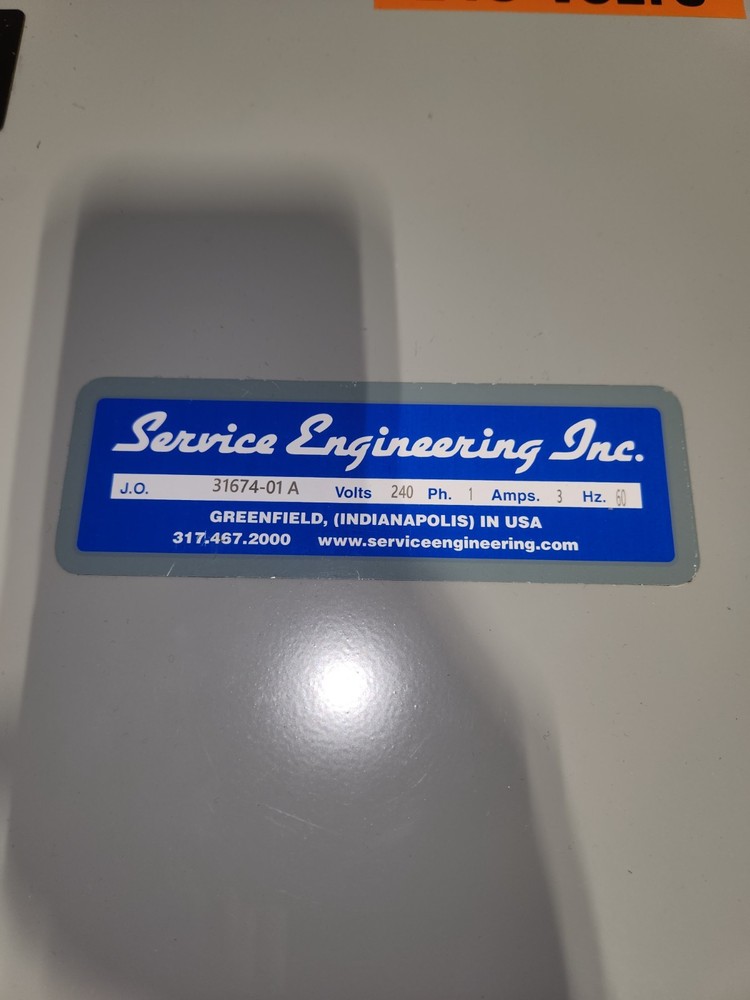 VOLTS
Service Engineering Inc.
J.O. 31674-01 A Volts 240 Ph. 1 Amps. 3 Hz. 60
GREENFIELD, (INDIANAPOLIS) IN USA
317.467.2000 www.serviceengineering.com